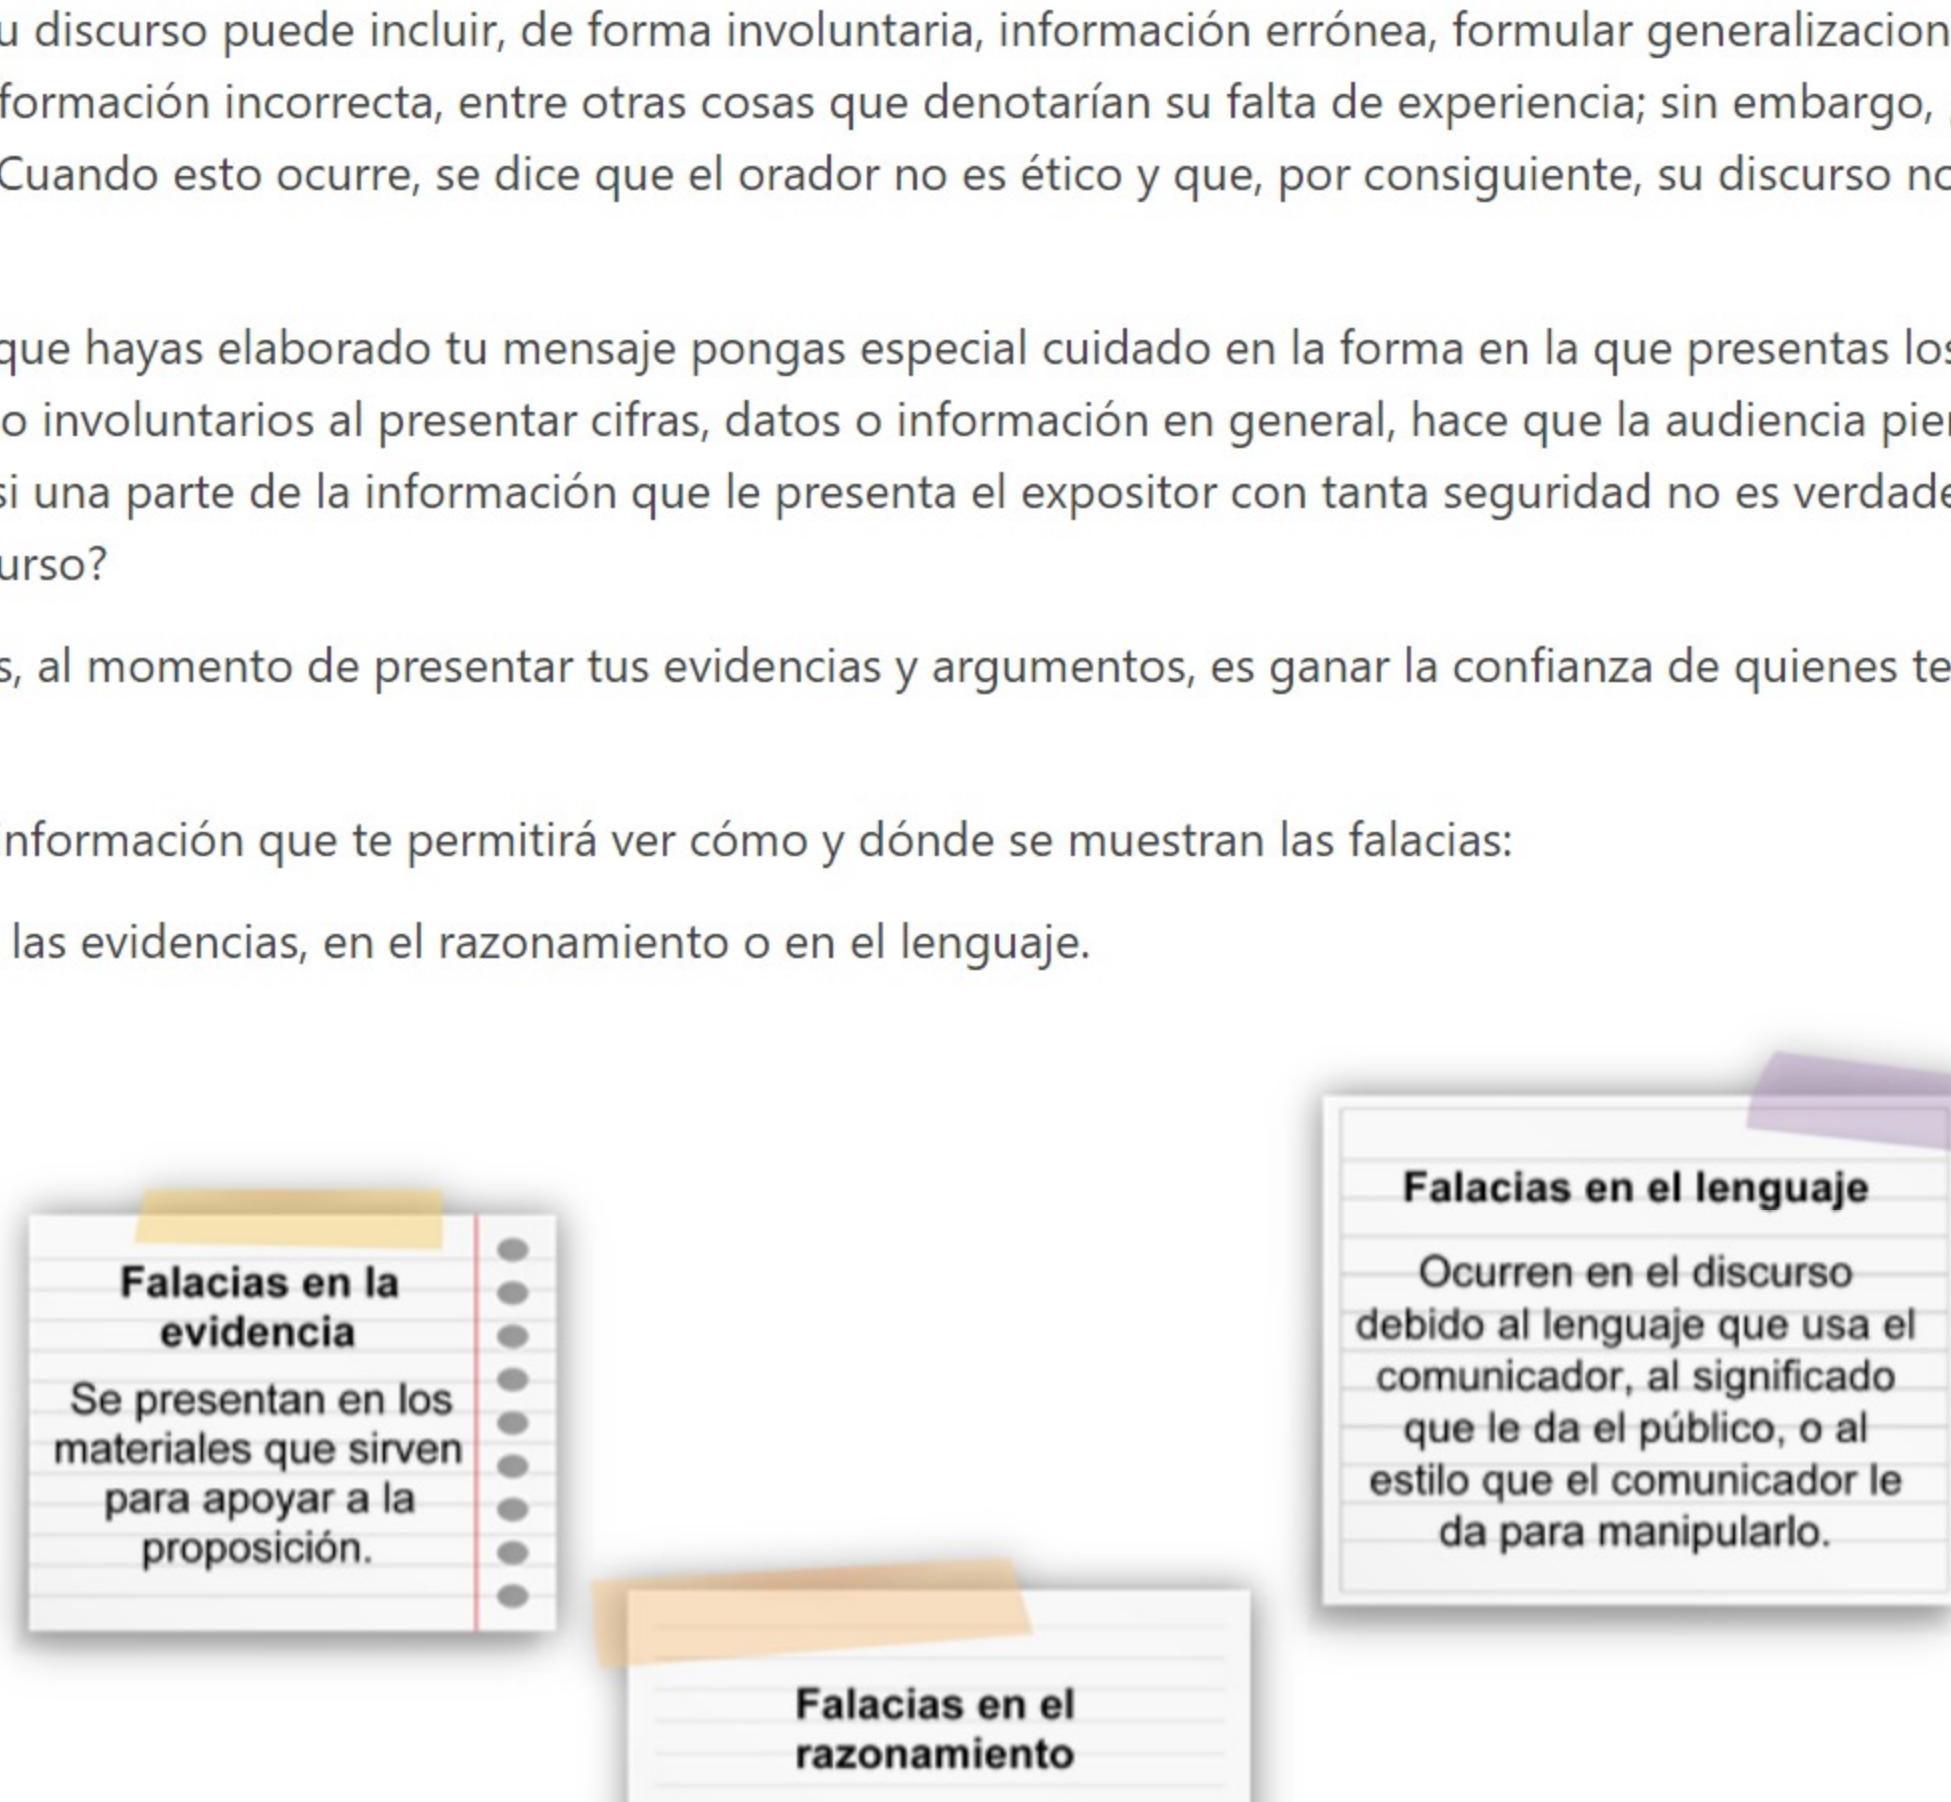 u discurso puede incluir, de forma involuntaria, información errónea, formular generalizacion
formación incorrecta, entre otras cosas que denotarían su falta de experiencia; sin embargo,
Cuando esto ocurre, se dice que el orador no es ético y que, por consiguiente, su discurso no
que hayas elaborado tu mensaje pongas especial cuidado en la forma en la que presentas los
o involuntarios al presentar cifras, datos o información en general, hace que la audiencia pier
si una parte de la información que le presenta el expositor con tanta seguridad no es verdade
urso?
s, al momento de presentar tus evidencias y argumentos, es ganar la confianza de quienes te
información que te permitirá ver cómo y dónde se muestran las falacias:
las evidencias, en el razonamiento o en el lenguaje.
Falacias en la
evidencia
Se presentan en los
materiales que sirven
para apoyar a la
proposición.
Falacias en el
razonamiento
Falacias en el lenguaje
Ocurren en el discurso
debido al lenguaje que usa el
comunicador, al significado
que le da el público, o al
estilo que el comunicador le
da para manipularlo.